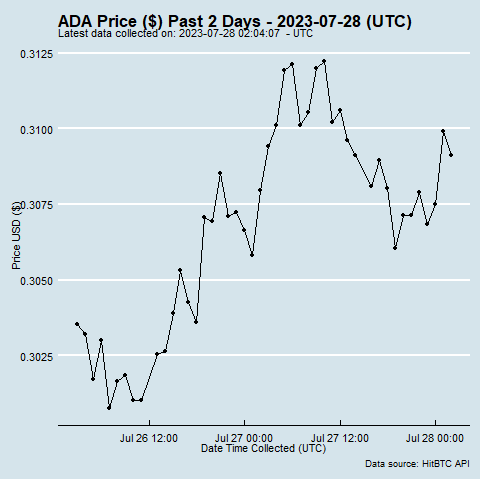 ADA Price ($) Past 2 Days - 2023-07-28 (UTC)
Latest data collected on: 2023-07-28 02:04:07 - UTC
0.3125
0.3100
0.3075
0.3050
0.3025
Price USD ($)
Jul 26 12:00
Jul 27 00:00
Jul 27 12:00
Jul 28 00:00
Date Time Collected (UTC)
Data source: HitBTC API